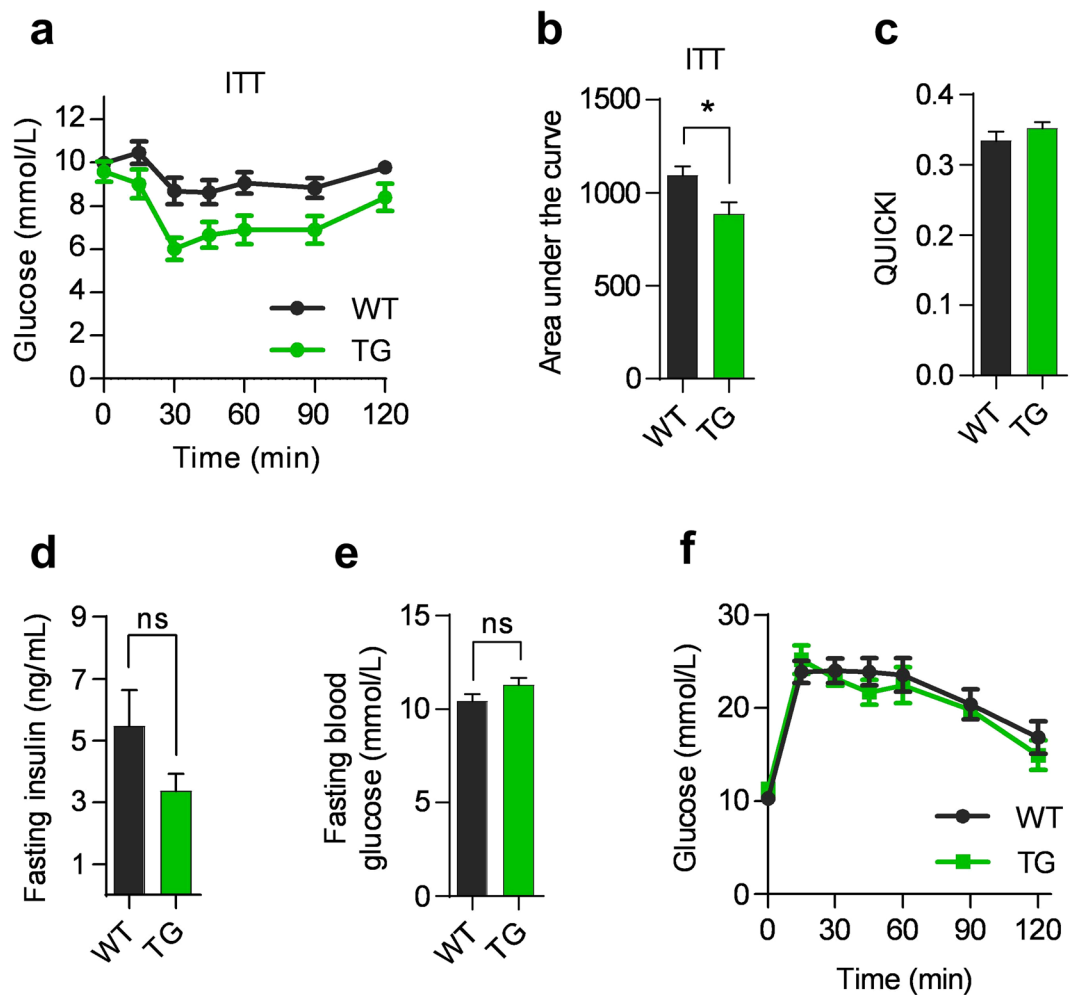 a
ITT
Glucose (mmol/L)
12
10
8
6
4
2
0
0 30 60 90 120
Time (min)
WT
TG
b
ITT
Area under the curve
1500
1000
500
0
*
WT TG
c
QUICKI
0.4
0.3
0.2
0.1
0.0
WT TG
d
Fasting insulin (ng/mL)
9
7
5
3
1
ns
WT TG
e
Fasting blood
glucose (mmol/L)
15
10
5
0
ns
WT TG
f
Glucose (mmol/L)
30
20
10
0
0 30 60 90 120
Time (min)
WT
TG